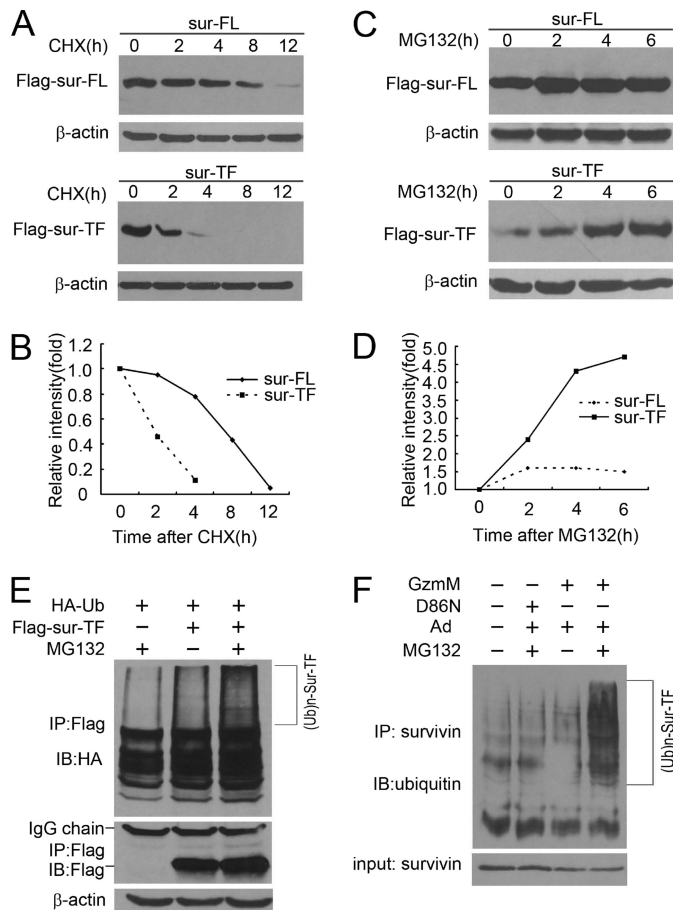 A
sur-FL
CHX(h) 0 2 4 8 12
Flag-sur-FL
β-actin
sur-TF
CHX(h) 0 2 4 8 12
Flag-sur-TF
β-actin
C
sur-FL
MG132(h) 0 2 4 6
Flag-sur-FL
β-actin
sur-TF
MG132(h) 0 2 4 6
Flag-sur-TF
β-actin
B
Relative intensity(fold)
1.2
1.0
0.8
0.6
0.4
0.2
0
sur-FL
sur-TF
0 2 4 8 12
Time after CHX(h)
D
Relative intensity(fold)
5.0
4.5
4.0
3.5
3.0
2.5
2.0
1.5
1.0
sur-FL
sur-TF
0 2 4 6
Time after MG132(h)
E
HA-Ub + + +
Flag-sur-TF − + +
MG132 + − +
(Ub)n-Sur-TF
IP:Flag
IB:HA
IgG chain
IP:Flag
IB:Flag
β-actin
F
GzmM − − + +
D86N − + − −
Ad − + + +
MG132 − + − +
(Ub)n-Sur-TF
IP: survivin
IB:ubiquitin
input: survivin